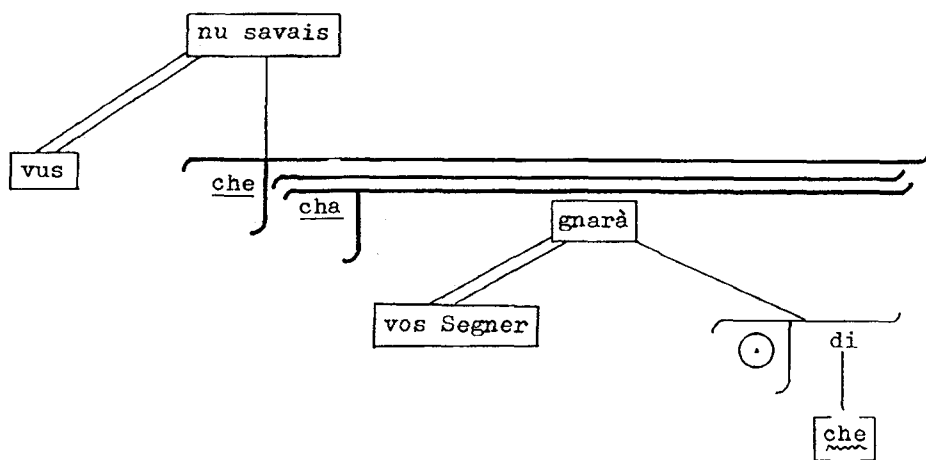 nu savais
vus
che
cha
gnarà
vos Segner
di
che